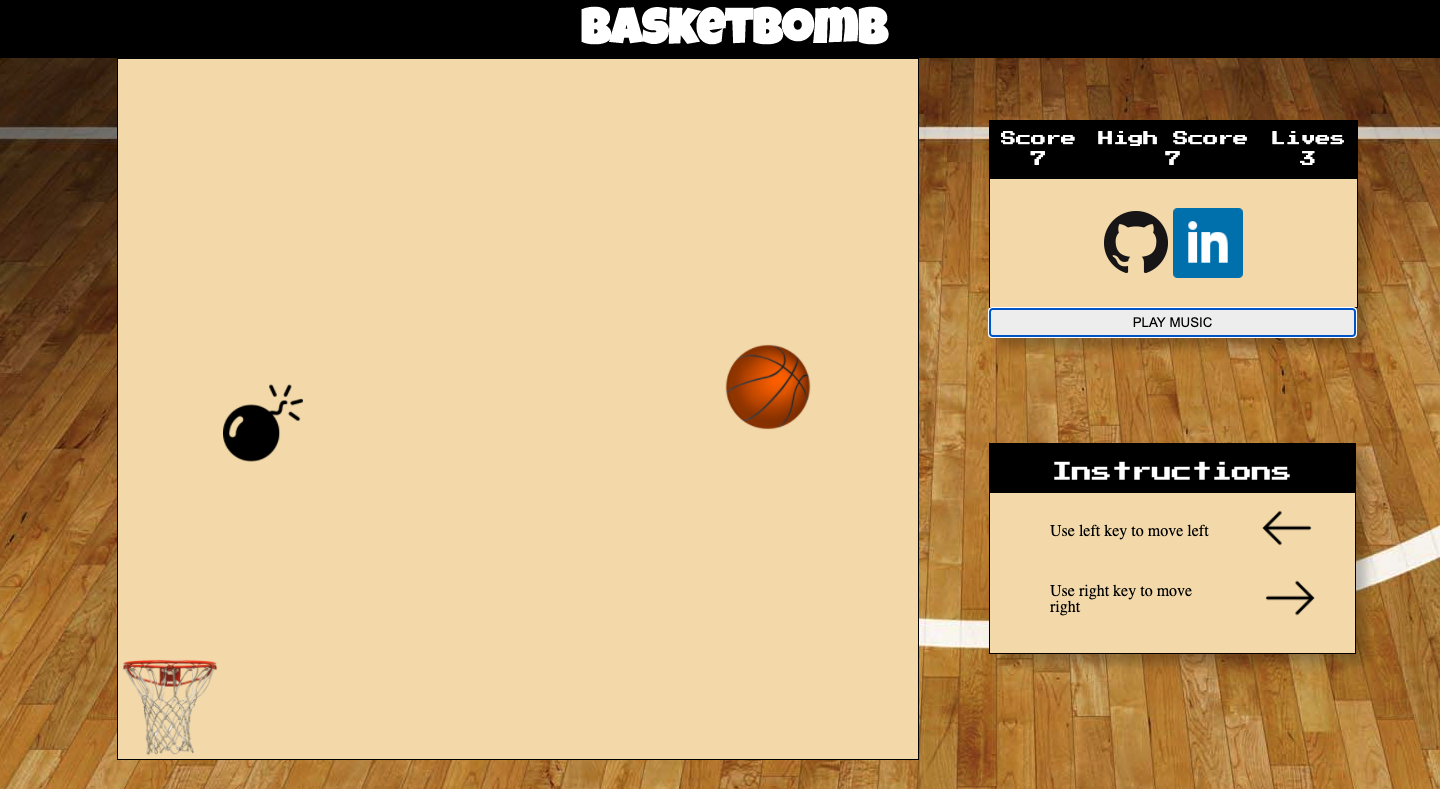 BasketBomb
Score High Score Lives
7 7 3
in
PLAY MUSIC
Instructions
Use left key to move left
Use right key to move
right